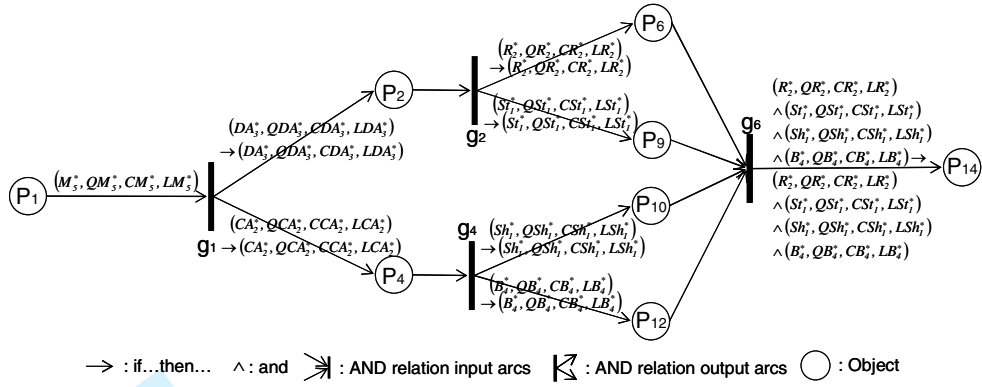 P₆
(R₂*, QR₂*, CR₂*, LR₂*)
→ (R₂*, QR₂*, CR₂*, LR₂*)
P₂
(St₁*, QSt₁*, CSt₁*, LSt₁*)
→ (St₁*, QSt₁*, CSt₁*, LSt₁*)
g2
P₉
(DA₃*, QDA₃*, CDA₃*, LDA₃*)
→ (DA₃*, QDA₃*, CDA₃*, LDA₃*)
P₁
(M₅*, QM₅*, CM₅*, LM₅*)
g1
(CA₂*, QCA₂*, CCA₂*, LCA₂*)
→ (CA₂*, QCA₂*, CCA₂*, LCA₂*)
P₄
g4
(Sh₁*, QSh₁*, CSh₁*, LSh₁*)
→ (Sh₁*, QSh₁*, CSh₁*, LSh₁*)
P₁₀
(B₄*, QB₄*, CB₄*, LB₄*)
→ (B₄*, QB₄*, CB₄*, LB₄*)
P₁₂
g6
(R₂*, QR₂*, CR₂*, LR₂*)
∧ (St₁*, QSt₁*, CSt₁*, LSt₁*)
∧ (Sh₁*, QSh₁*, CSh₁*, LSh₁*)
∧ (B₄*, QB₄*, CB₄*, LB₄*) →
(R₂*, QR₂*, CR₂*, LR₂*)
∧ (St₁*, QSt₁*, CSt₁*, LSt₁*)
∧ (Sh₁*, QSh₁*, CSh₁*, LSh₁*)
∧ (B₄*, QB₄*, CB₄*, LB₄*)
P₁₄
→ : if...then... ∧ : and : AND relation input arcs : AND relation output arcs : Object